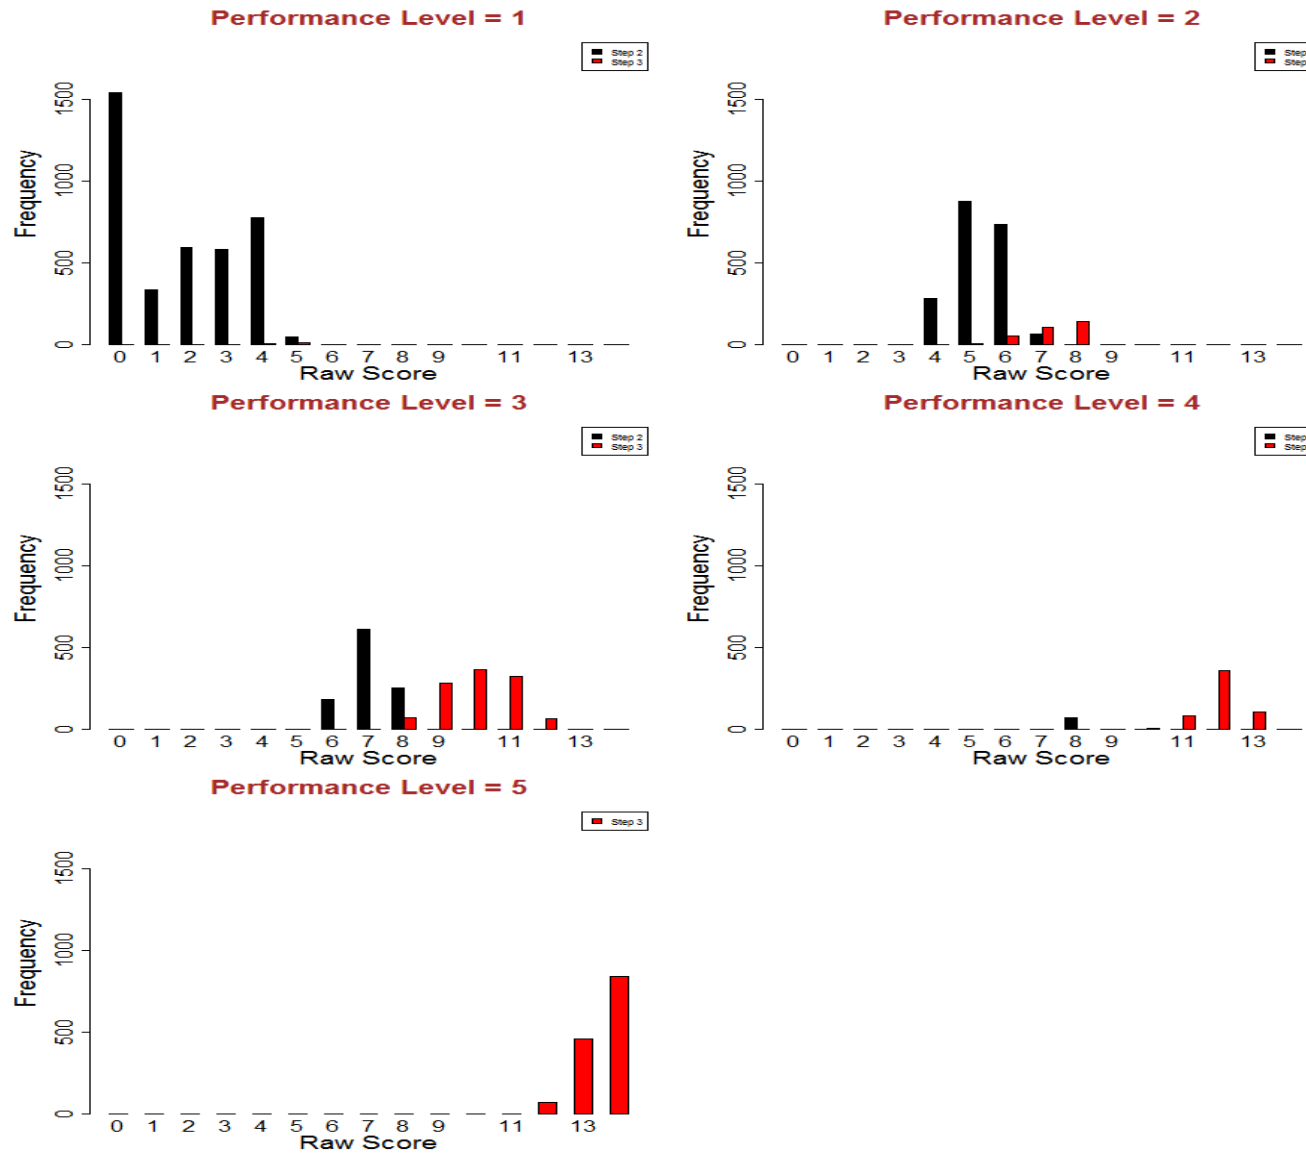 Performance Level = 1
Step 2
Step 3
1500
1000
500
0
Frequency
0 1 2 3 4 5 6 7 8 9 11 13
Raw Score
Performance Level = 2
Step
Step
1500
1000
500
0
Frequency
0 1 2 3 4 5 6 7 8 9 11 13
Raw Score
Performance Level = 3
Step 2
Step 3
1500
1000
500
0
Frequency
0 1 2 3 4 5 6 7 8 9 11 13
Raw Score
Performance Level = 4
Step
Step
1500
1000
500
0
Frequency
0 1 2 3 4 5 6 7 8 9 11 13
Raw Score
Performance Level = 5
Step 3
1500
1000
500
0
Frequency
0 1 2 3 4 5 6 7 8 9 11 13
Raw Score